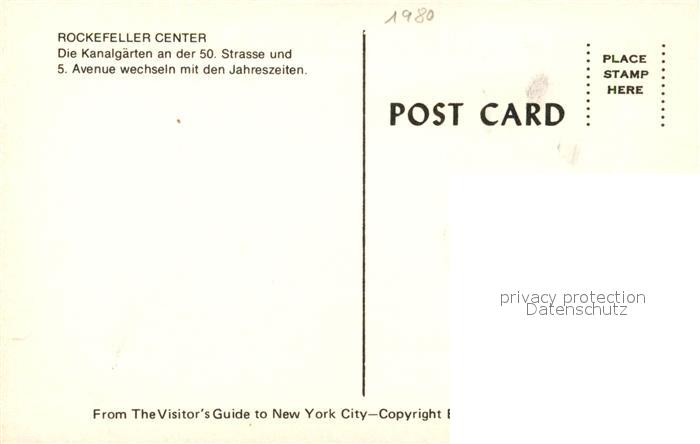 1980
ROCKEFELLER CENTER
Die Kanalgärten an der 50. Strasse und
5. Avenue wechseln mit den Jahreszeiten.
PLACE
STAMP
HERE
POST CARD
privacy protection
Datenschutz
From The Visitor's Guide to New York City—Copyright